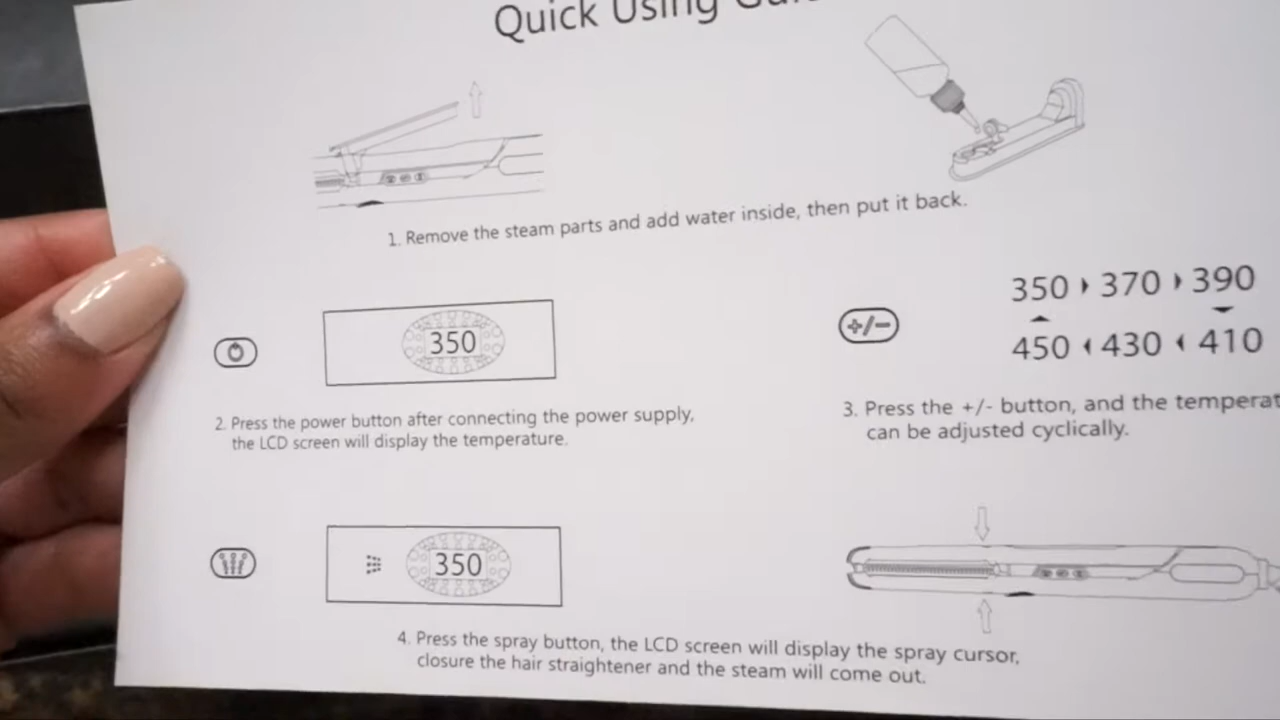 Quick Using
1. Remove the steam parts and add water inside, then put it back.
350
350 370 390
+/-
450 430 410
2. Press the power button after connecting the power supply,
the LCD screen will display the temperature.
3. Press the +/- button, and the temperat
can be adjusted cyclically.
350
4. Press the spray button, the LCD screen will display the spray cursor,
closure the hair straightener and the steam will come out.